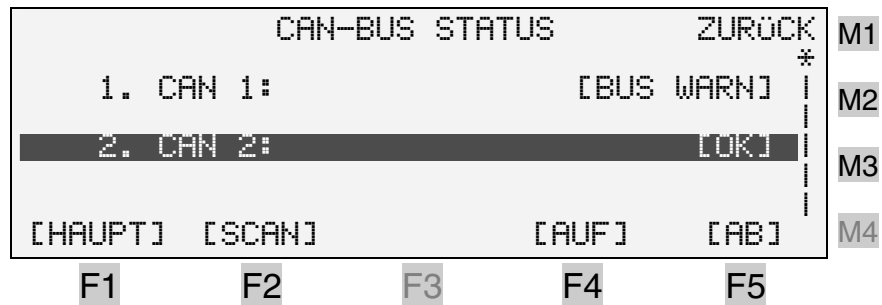 CAN-BUS STATUS ZURüCK M1
*
1. CAN 1: [BUS WARN] M2
2. CAN 2: [OK] M3
[HAUPT] [SCAN] [AUF] [AB] M4
F1 F2 F3 F4 F5